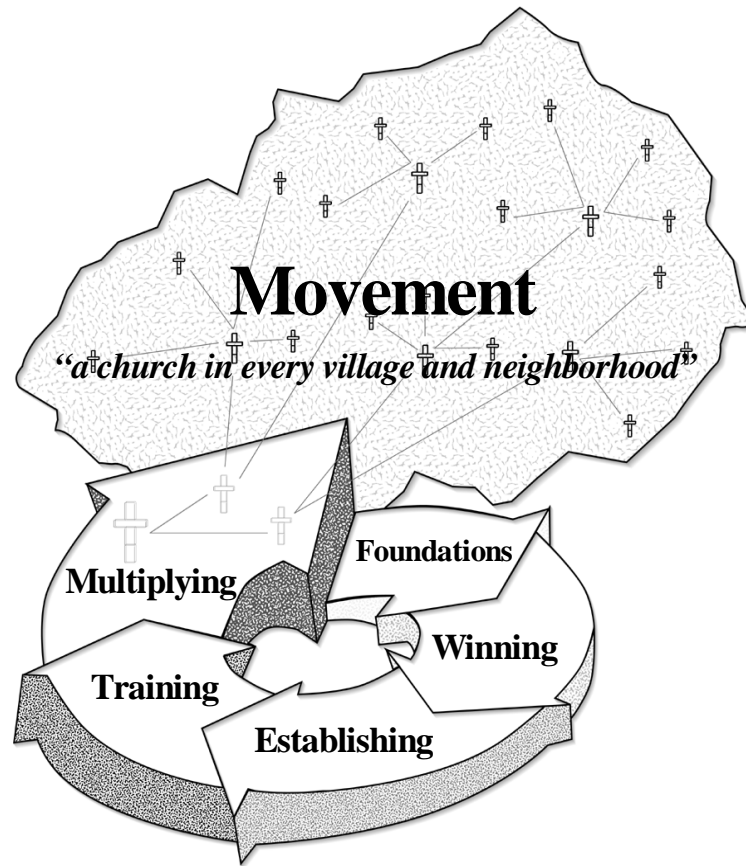 Movement
“a church in every village and neighborhood”
Foundations
Multiplying
Winning
Training
Establishing